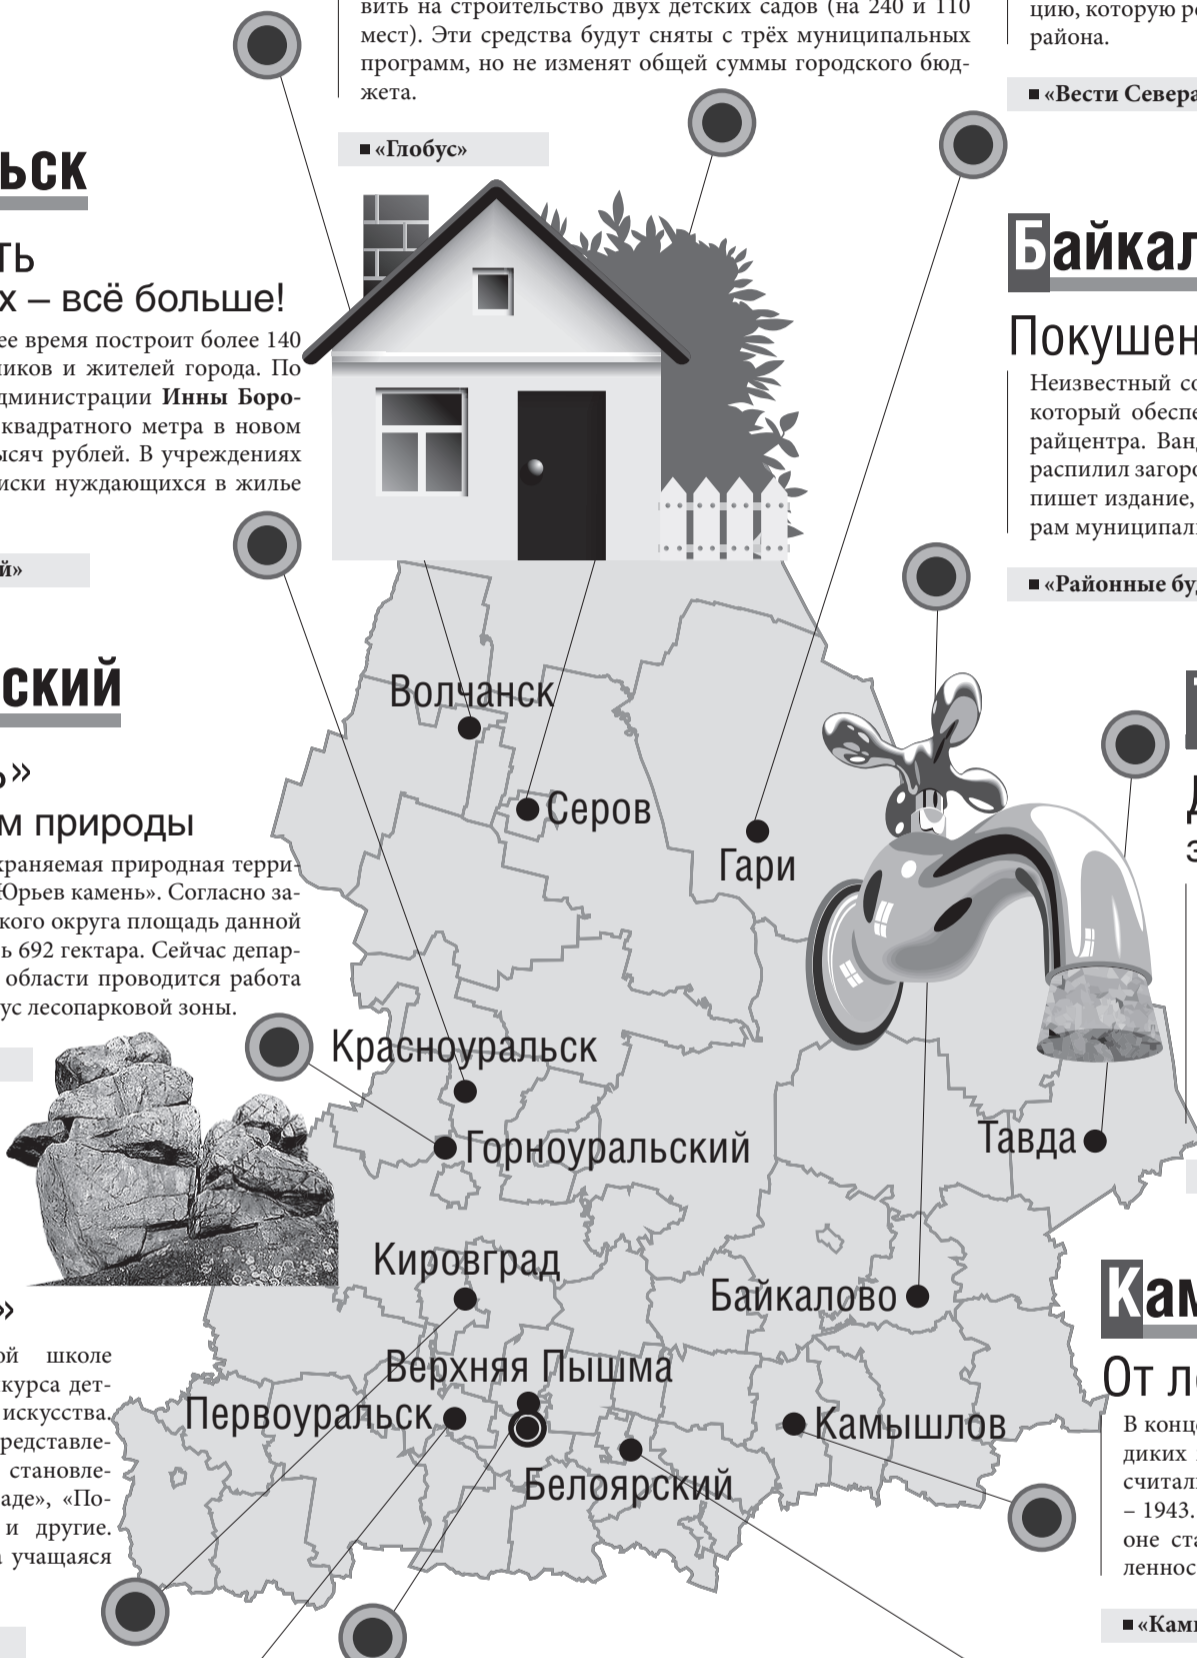 вить на строительство двух детских садов (на 240 и 110
мест). Эти средства будут сняты с трёх муниципальных
программ, но не изменят общей суммы городского бюд-
жета.
«Глобус»
цию, которую
района.
«Вести Севера
ьск
ть
х – всё больше!
ее время построит более 140
ников и жителей города. По
дминистрации Инны Боро-
квадратного метра в новом
ысяч рублей. В учреждениях
иски нуждающихся в жилье
й»
Байкал
Покушен
Неизвестный со
который обеспе
райцентра. Ванд
распилил загоро
пишет издание,
рам муниципал
«Районные бу
ский
ь»
м природы
храняемая природная терри-
Юрьев камень». Согласно за-
кого округа площадь данной
ь 692 гектара. Сейчас депар-
области проводится работа
ус лесопарковой зоны.
Волчанск
Серов
Гари
Красноуральск
Горноуральский
Тавда
Кировград
Байкалово
Верхняя Пышма
Первоуральск
Камышлов
Белоярский
»
ой школе
курса дет-
искусства.
редставле-
становле-
аде», «По-
и другие.
а учащаяся
Кам
От ле
В конце
диких
считали
– 1943.
оне ста
леннос
«Кам